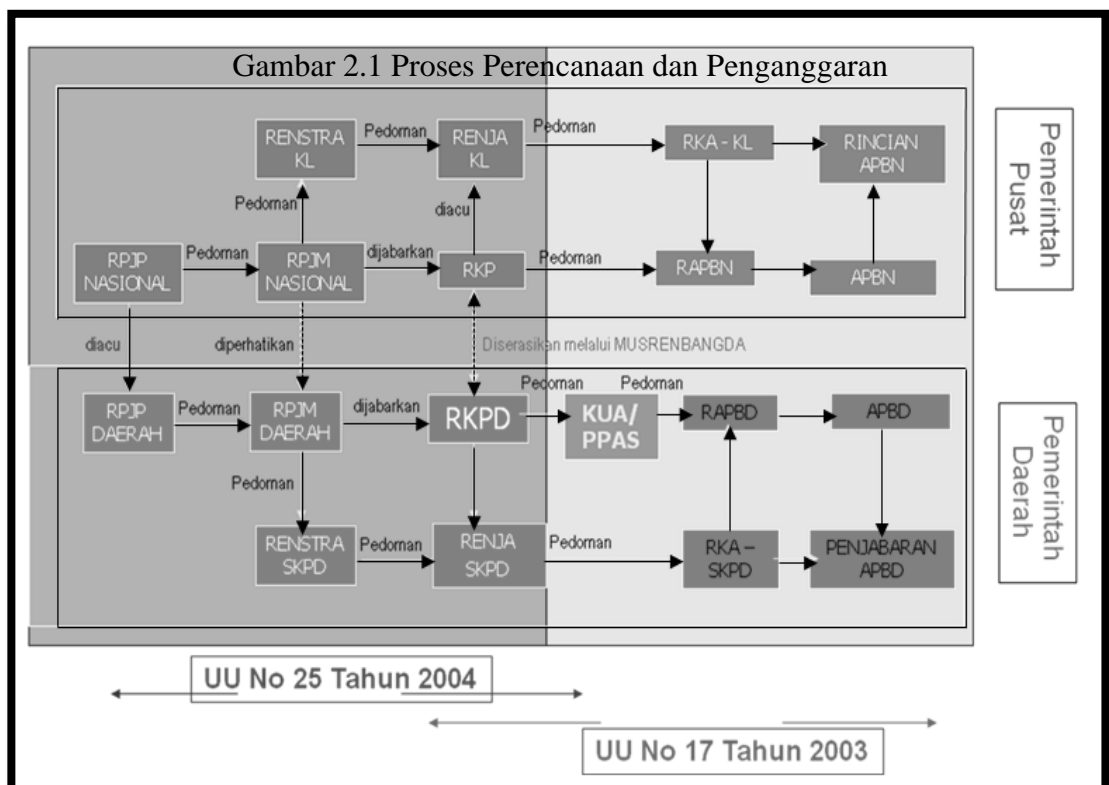 Gambar 2.1 Proses Perencanaan dan Penganggaran
RENSTRA
KL
Pedoman
RENJA
KL
Pedoman
RKA - KL
RINCIAN
APBN
Pemerintah
Pusat
Pedoman
diacu
RPJP
NASIONAL
Pedoman
RPJM
NASIONAL
dijabarkan
RKP
Pedoman
RAPBN
APBN
diacu
diperhatikan
Diserasikan melalui MUSRENBANGDA
RPJP
DAERAH
Pedoman
RPJM
DAERAH
dijabarkan
RKPD
Pedoman
KUA/
PPAS
Pedoman
RAPBD
APBD
Pemerintah
Daerah
Pedoman
RENSTRA
SKPD
Pedoman
RENJA
SKPD
Pedoman
RKA –
SKPD
PENJABARAN
APBD
UU No 25 Tahun 2004
UU No 17 Tahun 2003